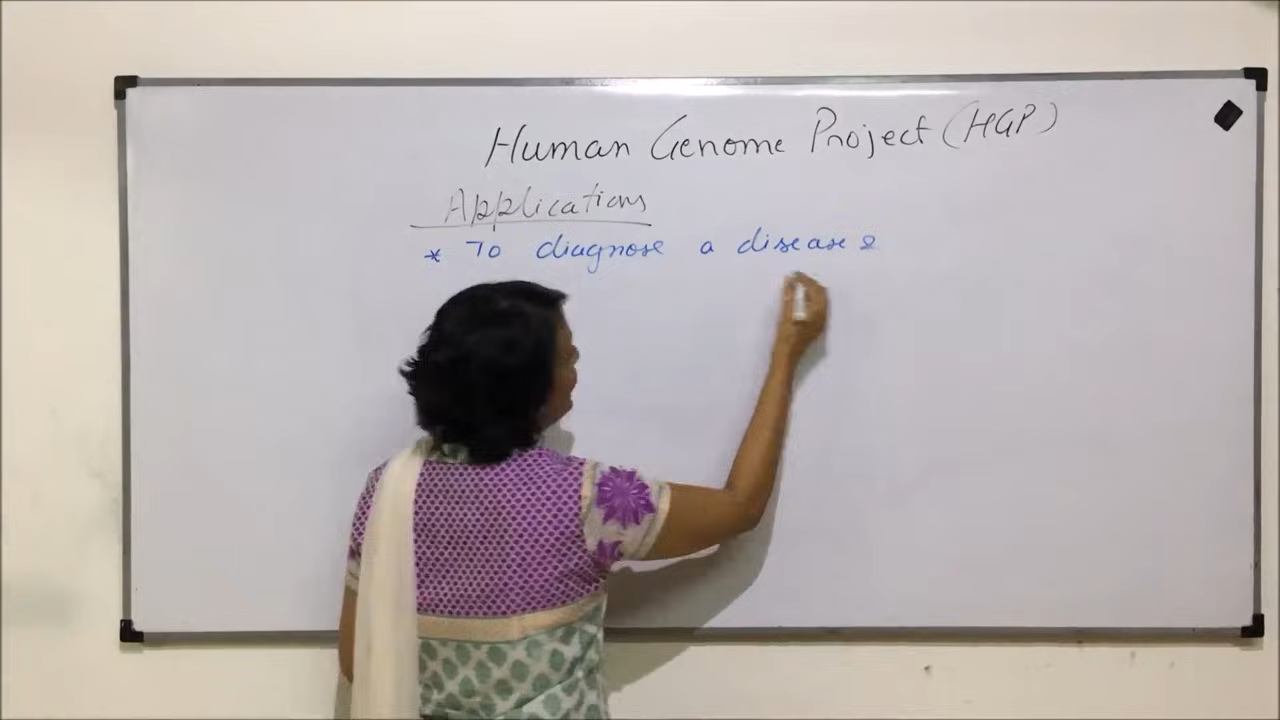 Human Genome Project (HGP)
Applications
* To diagnose a disease &